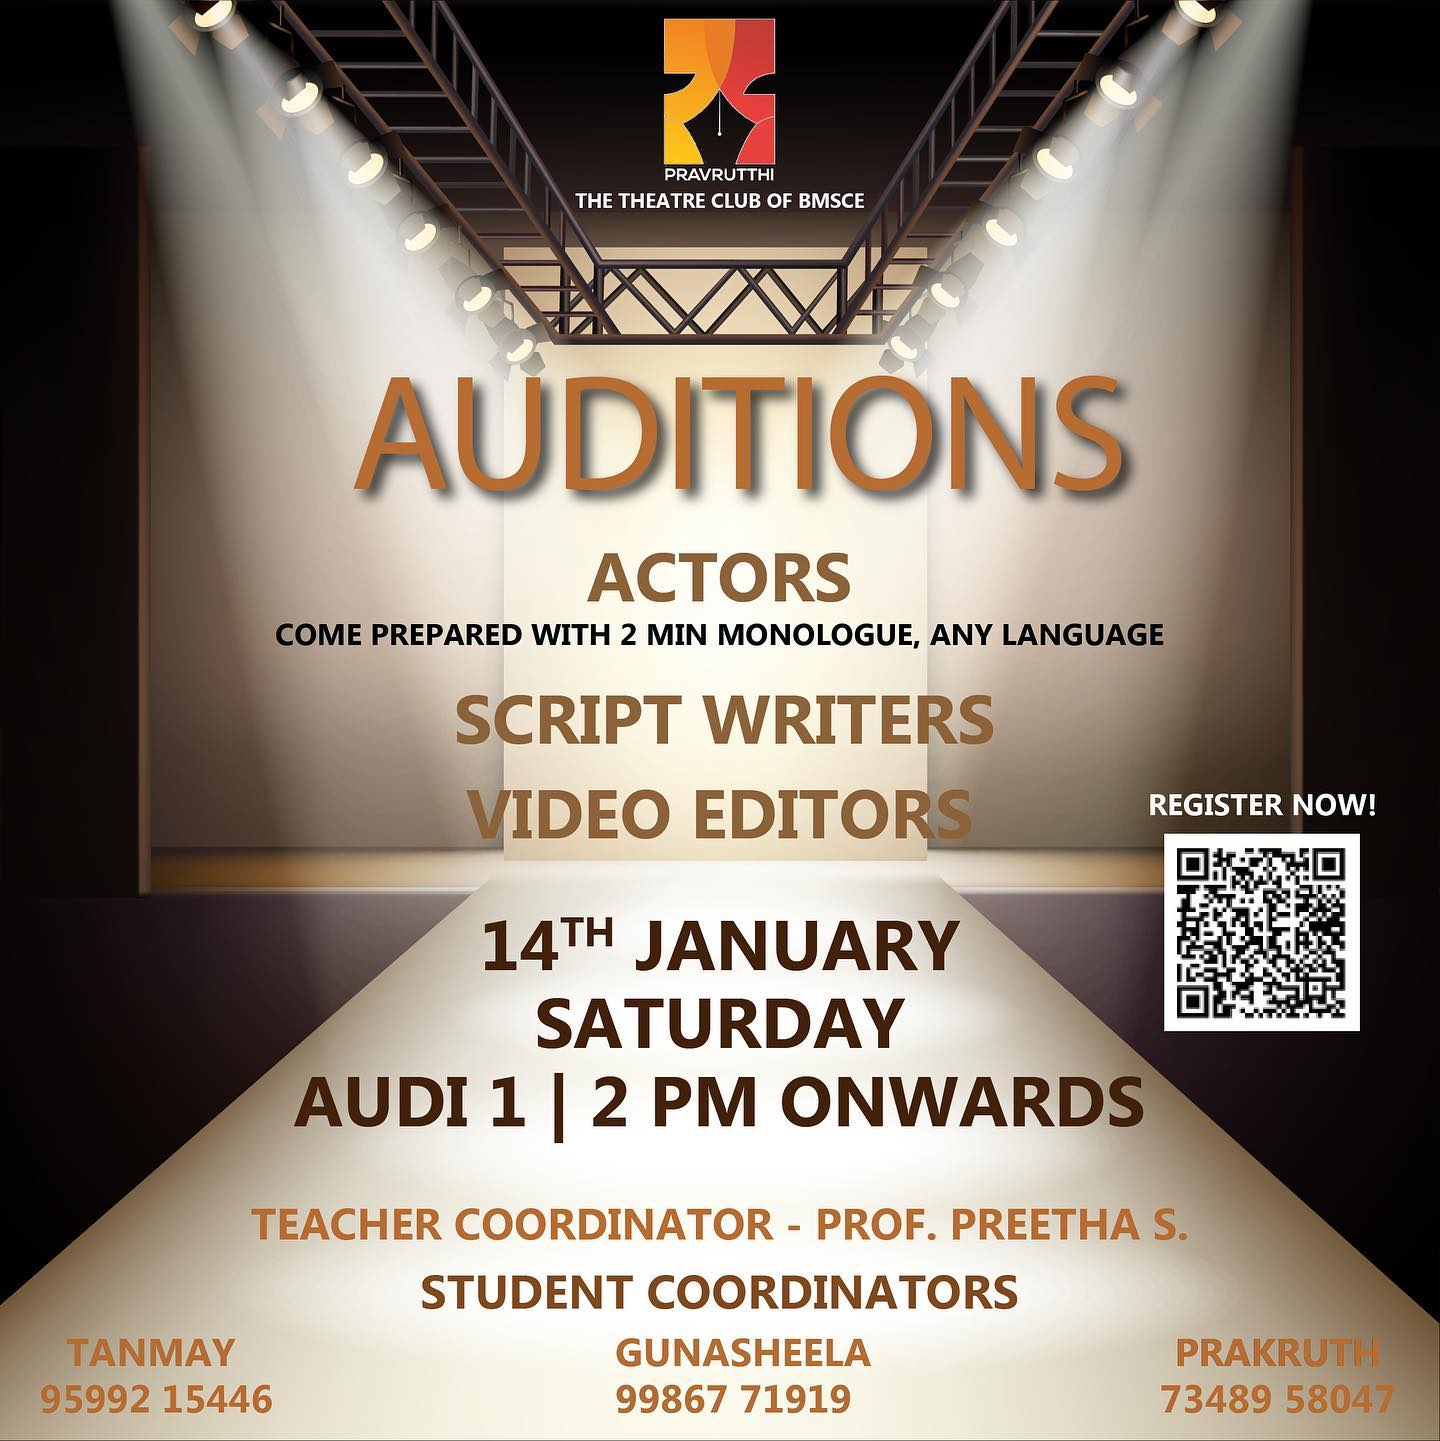 PRAVRUTTHI
THE THEATRE CLUB OF BMSCE
AUDITIONS
ACTORS
COME PREPARED WITH 2 MIN MONOLOGUE, ANY LANGUAGE
SCRIPT WRITERS
VIDEO EDITORS
REGISTER NOW!
14TH JANUARY
SATURDAY
AUDI 1 | 2 PM ONWARDS
TEACHER COORDINATOR - PROF. PREETHA S.
STUDENT COORDINATORS
TANMAY
95992 15446
GUNASHEELA
99867 71919
PRAKRUTH
73489 58047